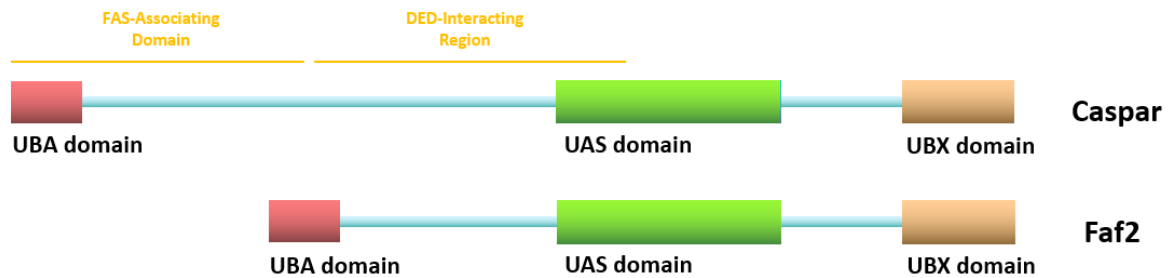 FAS-Associating
Domain
DED-Interacting
Region
UBA domain
UAS domain
UBX domain
Caspar
UBA domain
UAS domain
UBX domain
Faf2